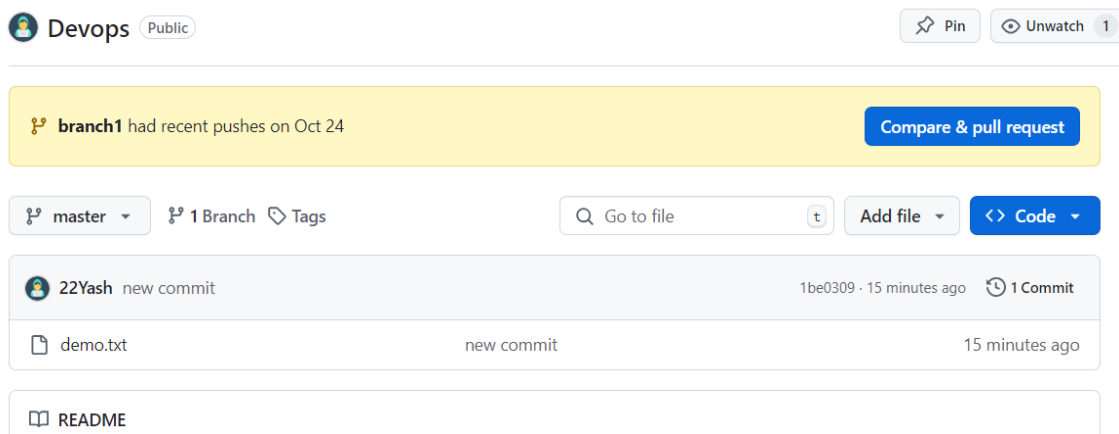 Devops Public Pin Unwatch 1
branch1 had recent pushes on Oct 24 Compare & pull request
master 1 Branch Tags Go to file t Add file Code
22Yash new commit 1be0309 · 15 minutes ago 1 Commit
demo.txt new commit 15 minutes ago
README